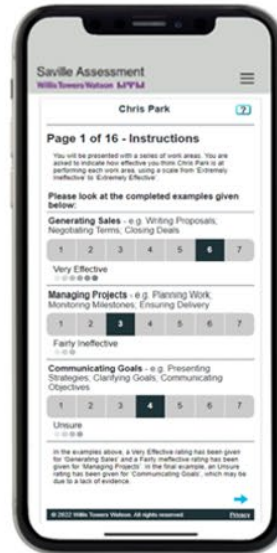 Saville Assessment
Willis Towers Watson
Chris Park
?
Page 1 of 16 - Instructions
You will be presented with a series of work areas. You are
asked to indicate how effectively you think Chris Park is at
performing each work area, using a scale from 'Extremely
Ineffective' to 'Extremely Effective'.
Please look at the completed examples given
below:
Generating Sales - e.g. Writing Proposals;
Negotiating Terms; Closing Deals
1 2 3 4 5 6 7
Very Effective
Managing Projects - e.g. Planning Work;
Monitoring Milestones; Ensuring Delivery
1 2 3 4 5 6 7
Fairly Ineffective
Communicating Goals - e.g. Presenting
Strategies; Clarifying Goals; Communicating
Objectives
1 2 3 4 5 6 7
Unsure
In the examples above, a Very Effective rating has been given
for 'Generating Sales' and a Fairly Ineffective rating has been
given for 'Managing Projects'. In the final example, an Unsure
rating has been given for 'Communicating Goals', which may be
due to a lack of evidence.
© 2022 Willis Towers Watson. All rights reserved. Privacy